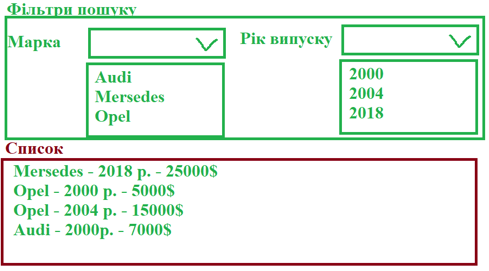 Фільтри пошуку
Марка
Рік випуску
Audi
Mersedes
Opel
2000
2004
2018
Список
Mersedes - 2018 р. - 25000$
Opel - 2000 р. - 5000$
Opel - 2004 р. - 15000$
Audi - 2000р. - 7000$